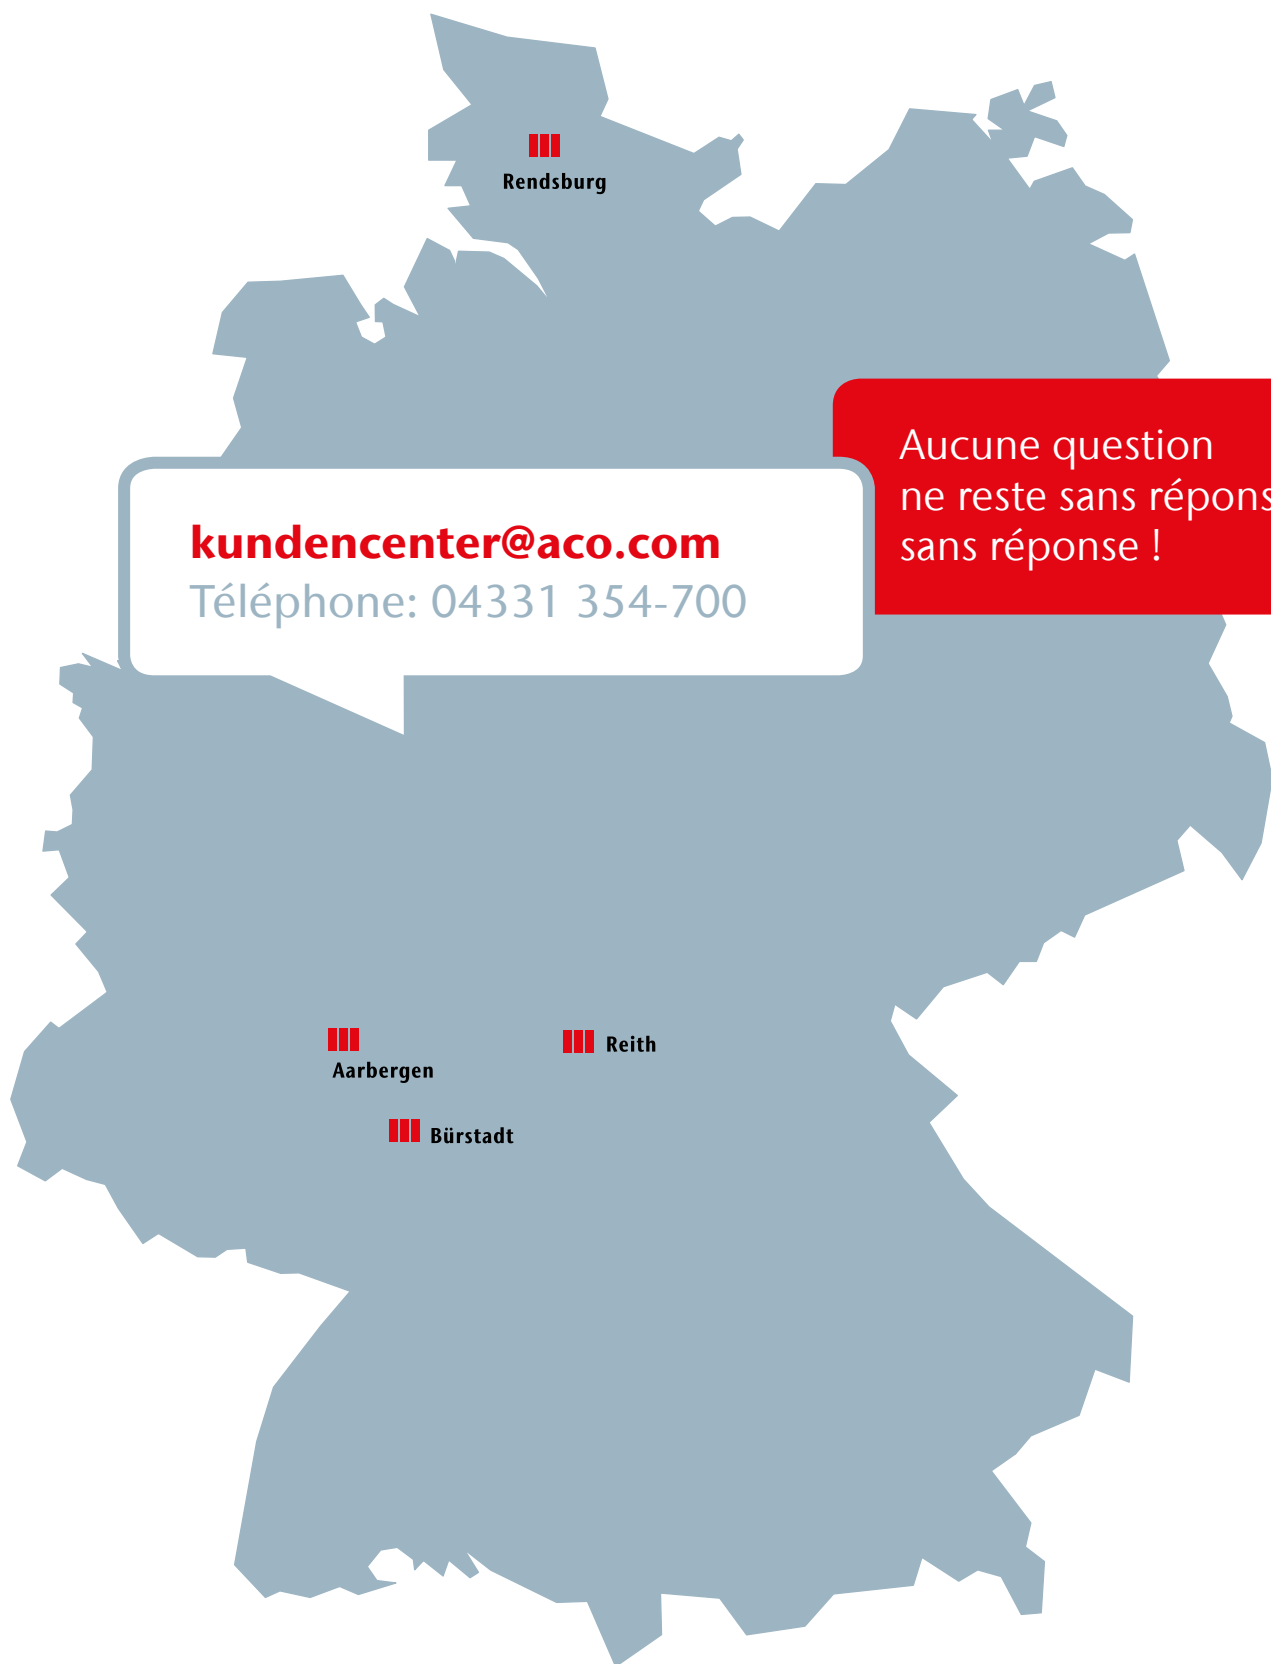 Rendsburg
Aucune question
ne reste sans répons
sans réponse !
kundencenter@aco.com
Téléphone: 04331 354-700
Reith
Aarbergen
Bürstadt